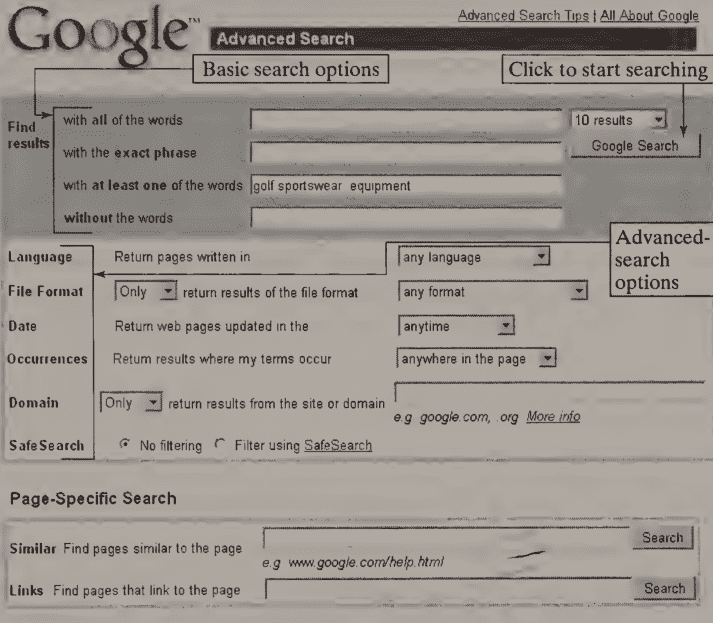 Google™
Advanced Search Tips | All About Google
Advanced Search
Basic search options
Click to start searching
Find results
with all of the words
10 results
with the exact phrase
Google Search
with at least one of the words golf sportswear equipment
without the words
Advanced-search options
Language Return pages written in any language
File Format Only return results of the file format any format
Date Return web pages updated in the anytime
Occurrences Return results where my terms occur anywhere in the page
Domain Only return results from the site or domain
e.g google.com, .org More info
SafeSearch No filtering Filter using SafeSearch
Page-Specific Search
Similar Find pages similar to the page Search
e.g www.google.com/help.html
Links Find pages that link to the page Search